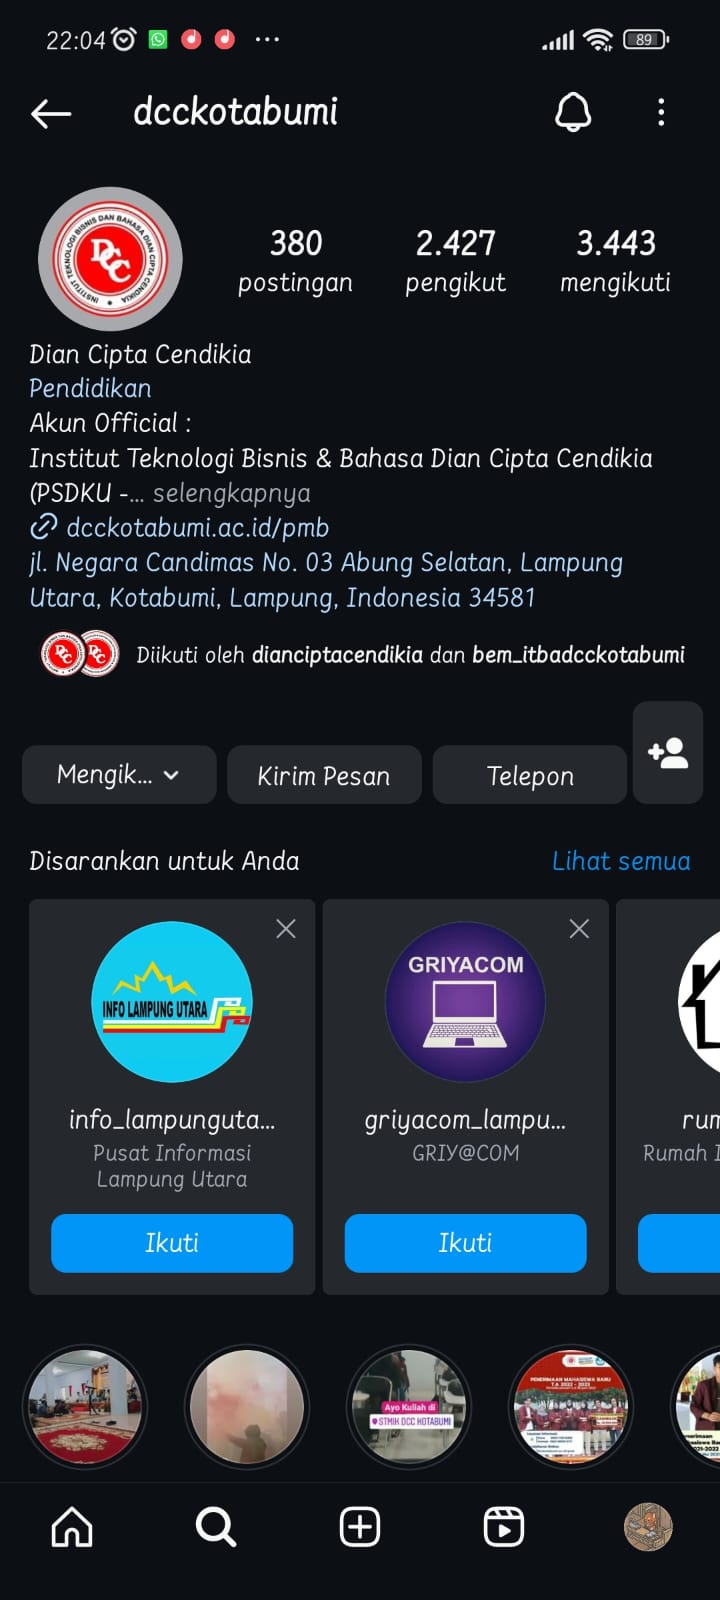 22:04
89
dcckotabumi
INSTITUT TEKNOLOGI BISNIS DAN BAHASA DIAN CIPTA CENDIKIA
DCC
380
postingan
2.427
pengikut
3.443
mengikuti
Dian Cipta Cendikia
Pendidikan
Akun Official :
Institut Teknologi Bisnis & Bahasa Dian Cipta Cendikia
(PSDKU -... selengkapnya
dcckotabumi.ac.id/pmb
jl. Negara Candimas No. 03 Abung Selatan, Lampung
Utara, Kotabumi, Lampung, Indonesia 34581
DCC
DCC
Diikuti oleh dianciptacendikia dan bem_itbadcckotabumi
Mengik...
Kirim Pesan
Telepon
Disarankan untuk Anda
Lihat semua
INFO LAMPUNG UTARA
GRIYACOM
info_lampunguta...
griyacom_lampu...
rum
Pusat Informasi
Lampung Utara
GRIY@COM
Rumah I
Ikuti
Ikuti
Ayo Kuliah di
STMIK DCC KOTABUMI
PENERIMAAN MAHASISWA BARU
T.A 2022 - 2023